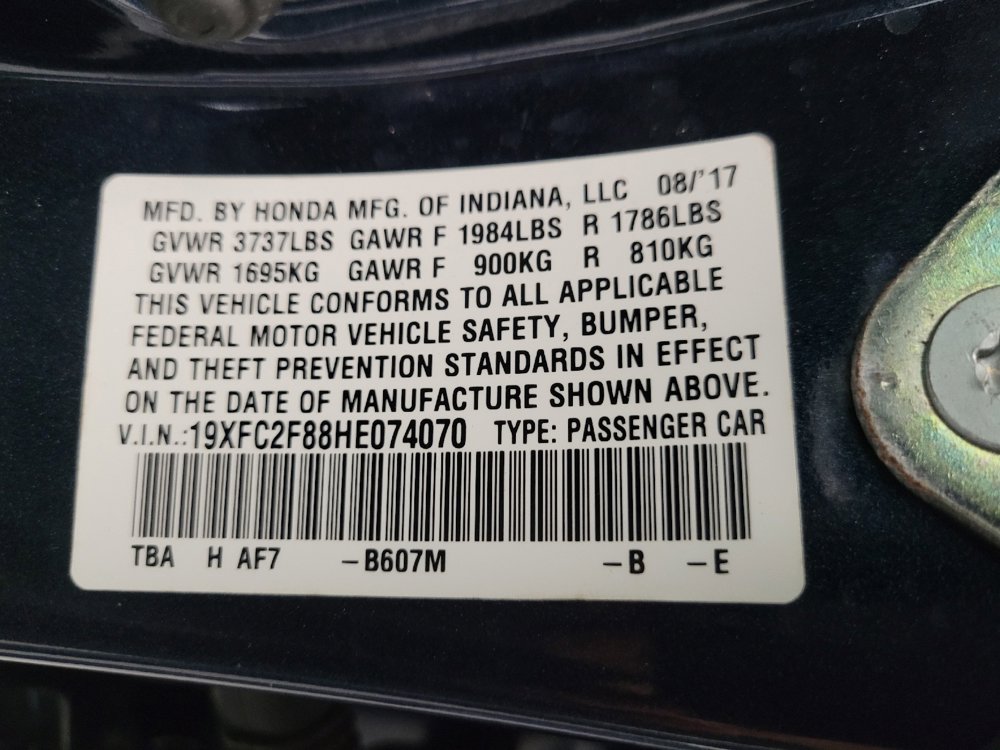 MFD. BY HONDA MFG. OF INDIANA, LLC 08/'17
GVWR 3737LBS GAWR F 1984LBS R 1786LBS
GVWR 1695KG GAWR F 900KG R 810KG
THIS VEHICLE CONFORMS TO ALL APPLICABLE
FEDERAL MOTOR VEHICLE SAFETY, BUMPER,
AND THEFT PREVENTION STANDARDS IN EFFECT
ON THE DATE OF MANUFACTURE SHOWN ABOVE.
V.I.N.:19XFC2F88HE074070 TYPE: PASSENGER CAR
TBA H AF7 -B607M -B -E